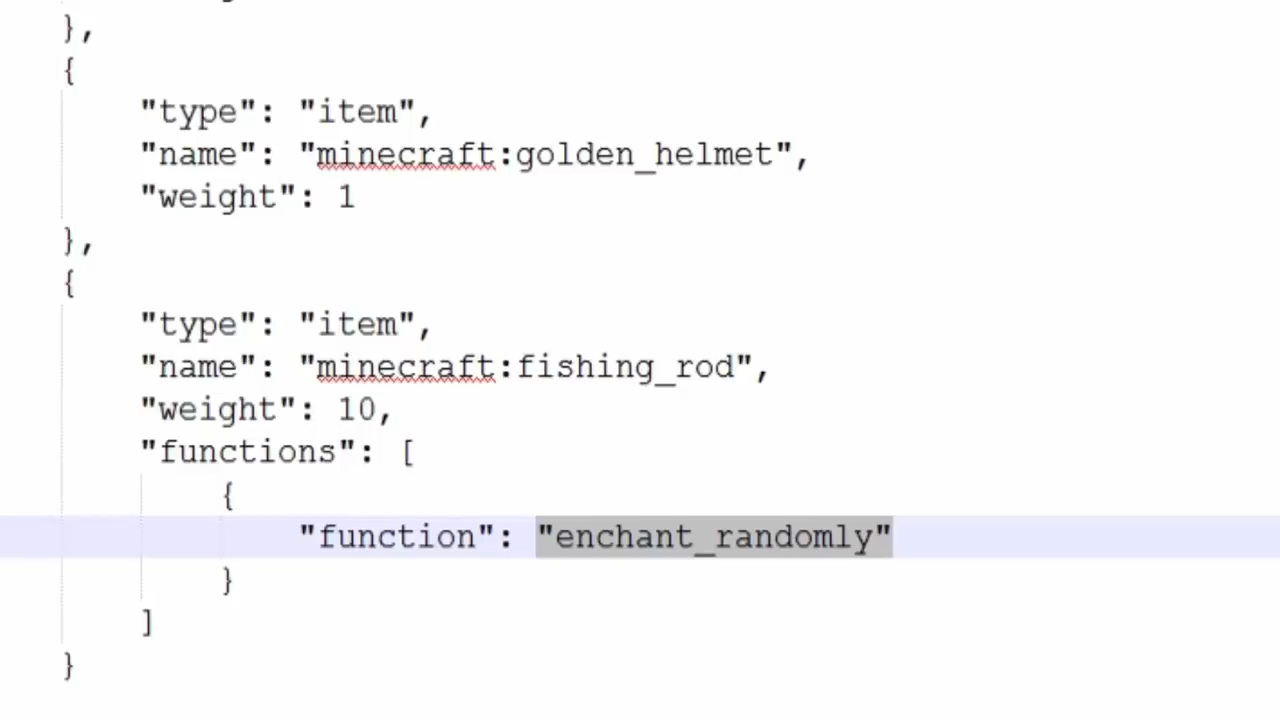 },
{
"type": "item",
"name": "minecraft:golden_helmet",
"weight": 1
},
{
"type": "item",
"name": "minecraft:fishing_rod",
"weight": 10,
"functions": [
{
"function": "enchant_randomly"
}
]
}